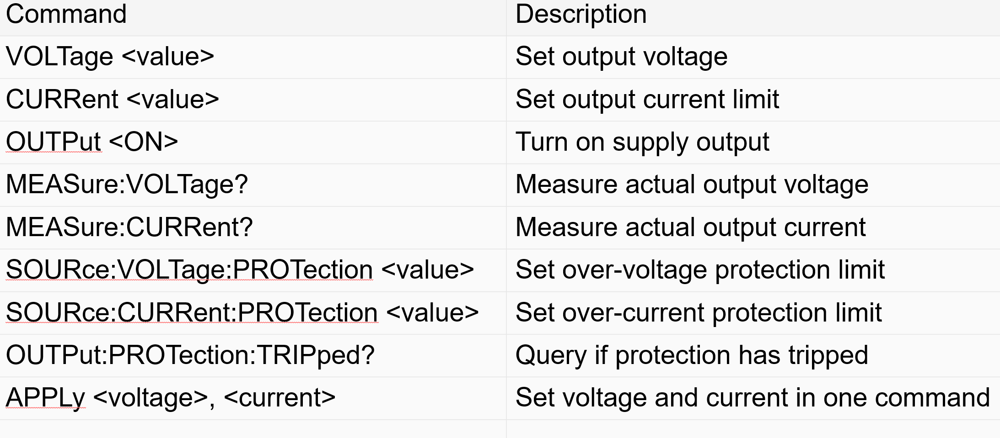 Command Description
VOLTage <value> Set output voltage
CURRent <value> Set output current limit
OUTPut <ON> Turn on supply output
MEASure:VOLTage? Measure actual output voltage
MEASure:CURRent? Measure actual output current
SOURce:VOLTage:PROTection <value> Set over-voltage protection limit
SOURce:CURRent:PROTection <value> Set over-current protection limit
OUTPut:PROTection:TRIPped? Query if protection has tripped
APPLy <voltage>, <current> Set voltage and current in one command